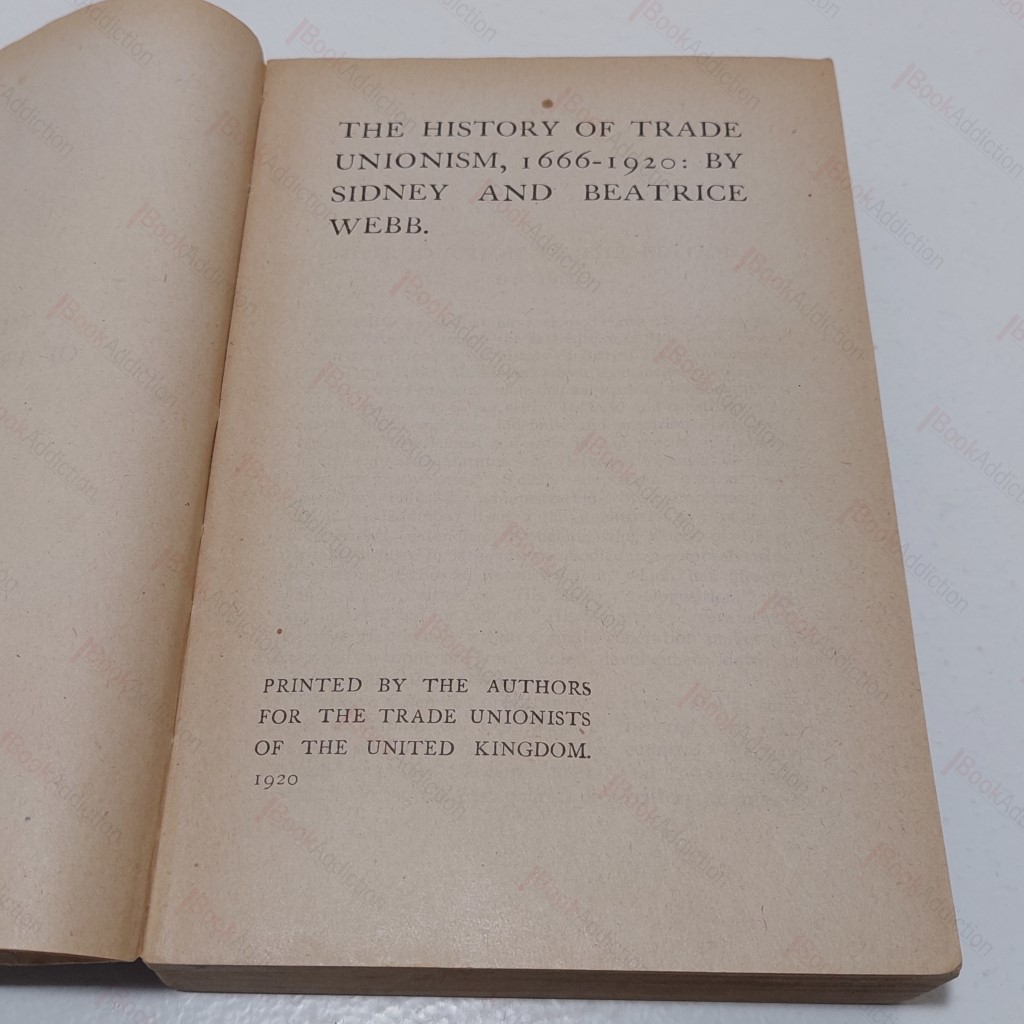 THE HISTORY OF TRADE
UNIONISM, 1666-1920: BY
SIDNEY AND BEATRICE
WEBB.
PRINTED BY THE AUTHORS
FOR THE TRADE UNIONISTS
OF THE UNITED KINGDOM.
1920
BookAddiction